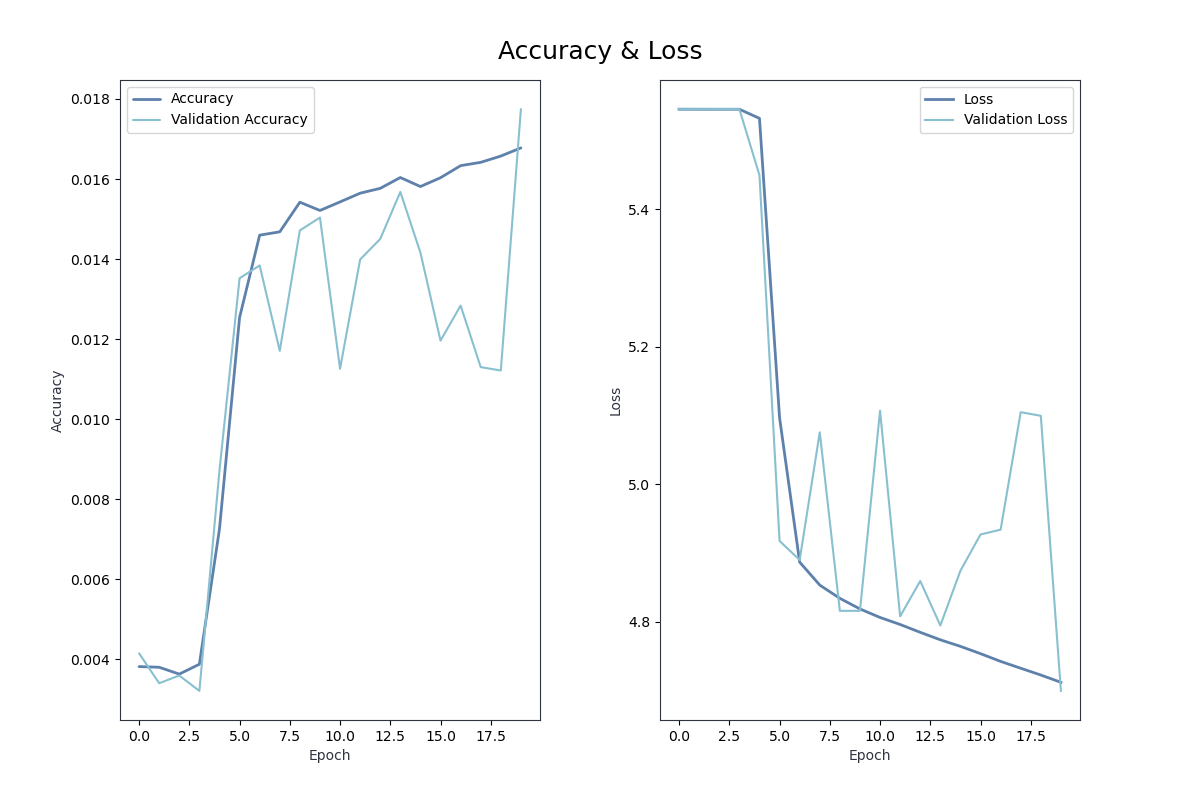 Accuracy & Loss
Accuracy
Validation Accuracy
0.018
0.016
0.014
0.012
0.010
0.008
0.006
0.004
Accuracy
0.0 2.5 5.0 7.5 10.0 12.5 15.0 17.5
Epoch
Loss
Validation Loss
5.4
5.2
5.0
4.8
Loss
0.0 2.5 5.0 7.5 10.0 12.5 15.0 17.5
Epoch